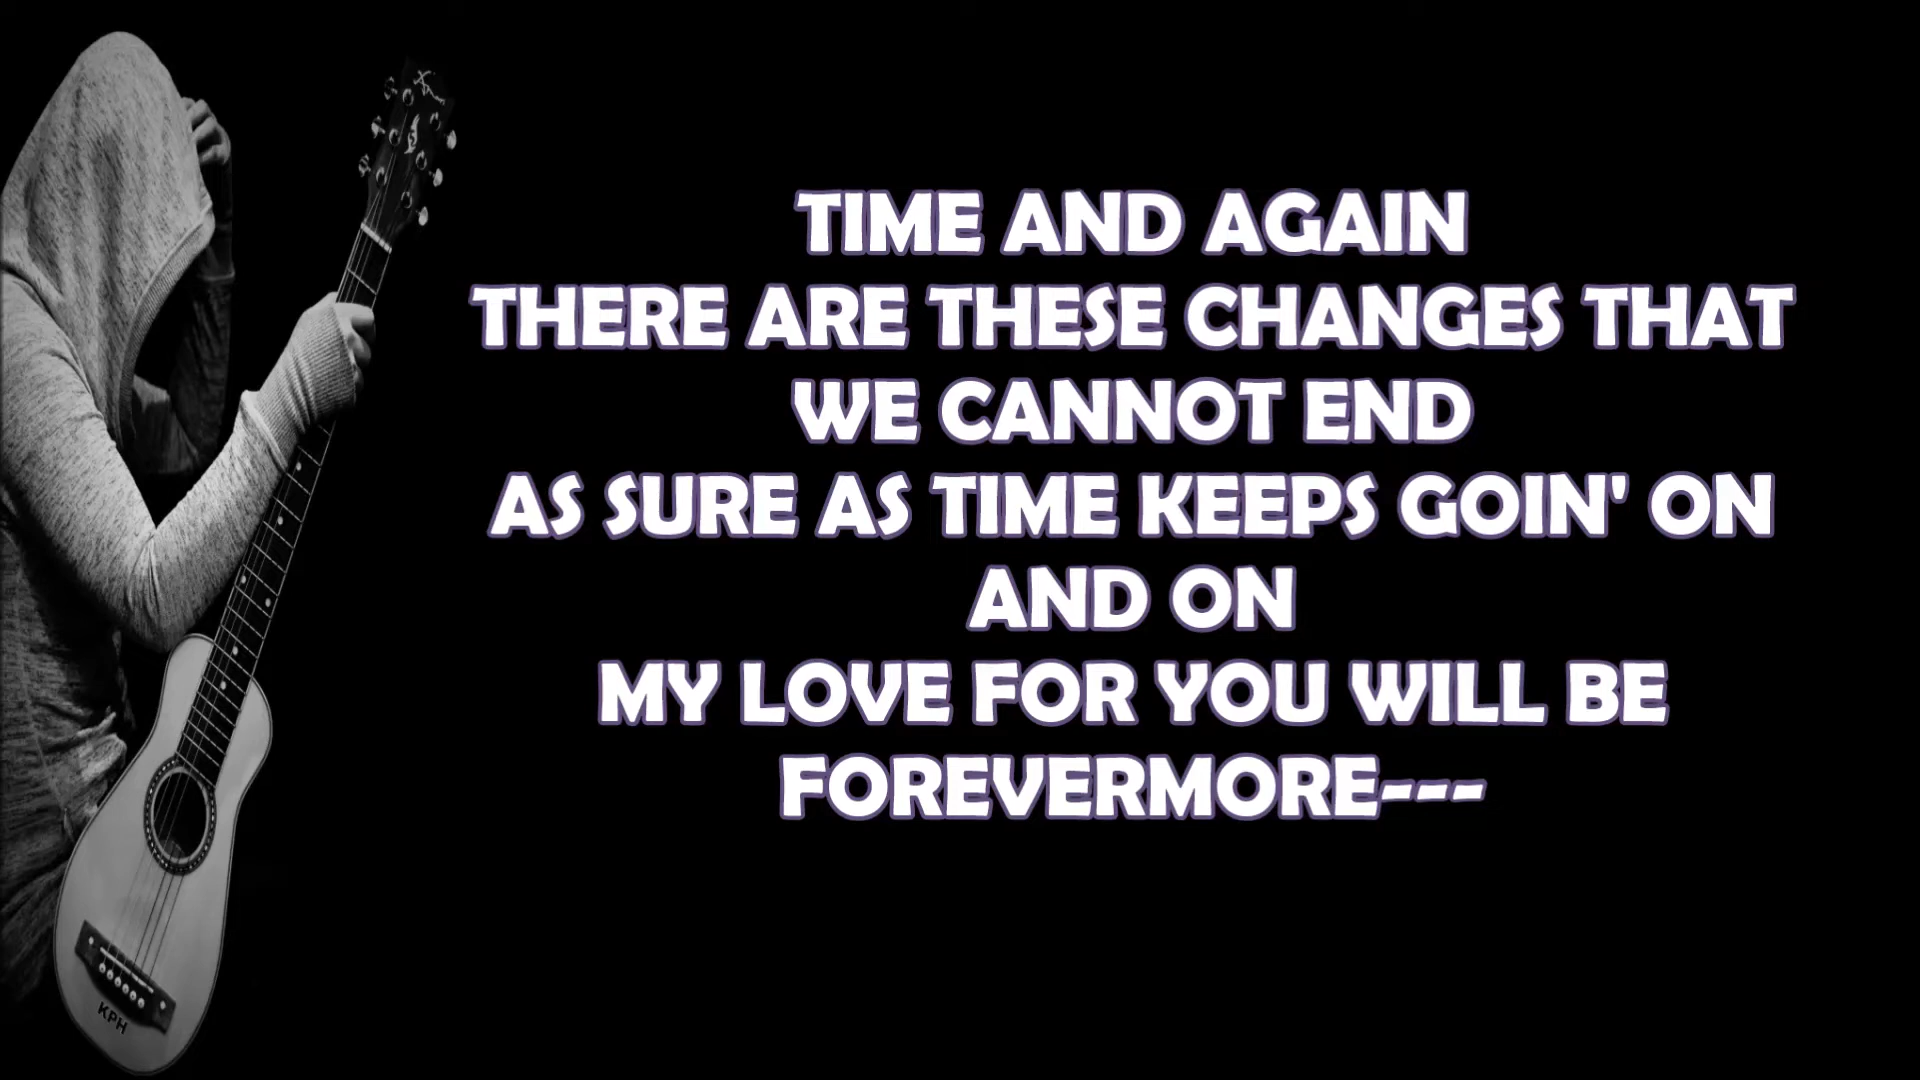 TIME AND AGAIN
THERE ARE THESE CHANGES THAT
WE CANNOT END
AS SURE AS TIME KEEPS GOIN' ON
AND ON
MY LOVE FOR YOU WILL BE
FOREVERMORE---
KPH